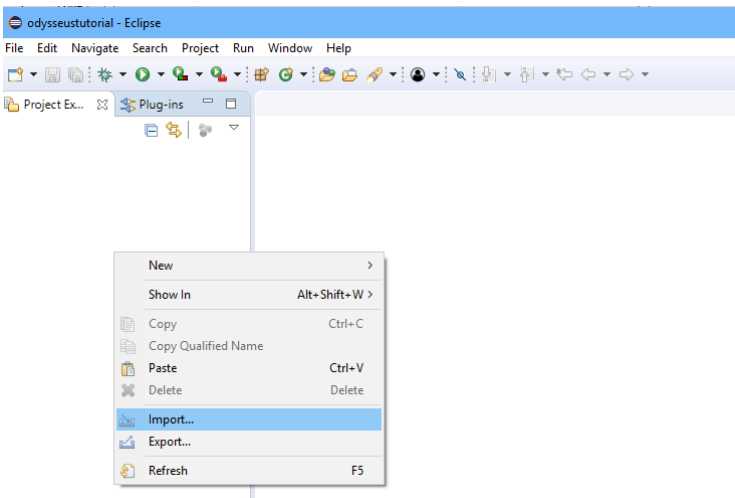 odysseustutorial - Eclipse
File Edit Navigate Search Project Run Window Help
Project Ex... Plug-ins
New
Show In Alt+Shift+W
Copy Ctrl+C
Copy Qualified Name
Paste Ctrl+V
Delete Delete
Import...
Export...
Refresh F5